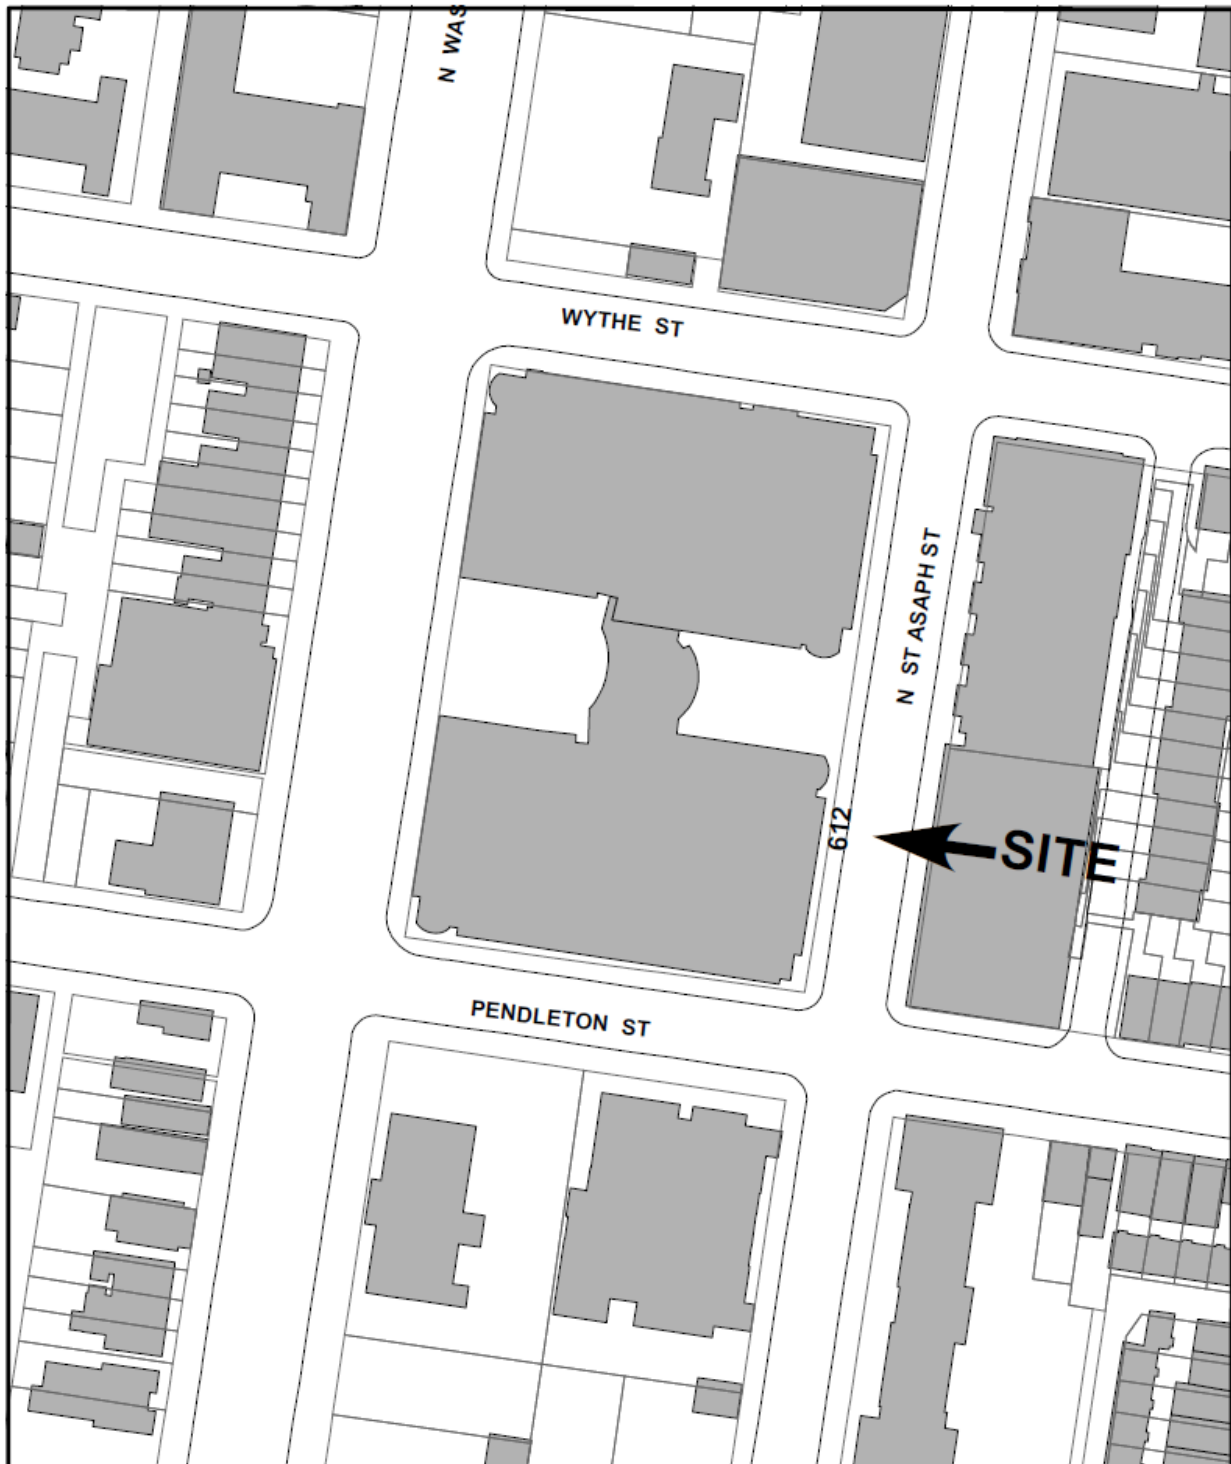 N WAS
WYTHE ST
N ST ASAPH ST
612
SITE
PENDLETON ST